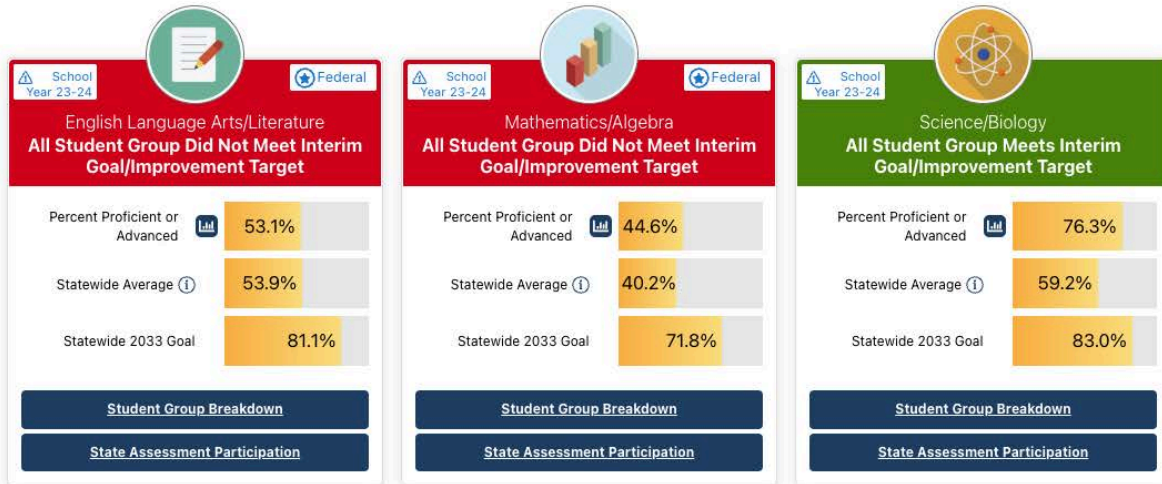 School
Year 23-24
Federal
English Language Arts/Literature
All Student Group Did Not Meet Interim
Goal/Improvement Target
Percent Proficient or
Advanced
53.1%
Statewide Average
53.9%
Statewide 2033 Goal
81.1%
Student Group Breakdown
State Assessment Participation
School
Year 23-24
Federal
Mathematics/Algebra
All Student Group Did Not Meet Interim
Goal/Improvement Target
Percent Proficient or
Advanced
44.6%
Statewide Average
40.2%
Statewide 2033 Goal
71.8%
Student Group Breakdown
State Assessment Participation
School
Year 23-24
Science/Biology
All Student Group Meets Interim
Goal/Improvement Target
Percent Proficient or
Advanced
76.3%
Statewide Average
59.2%
Statewide 2033 Goal
83.0%
Student Group Breakdown
State Assessment Participation